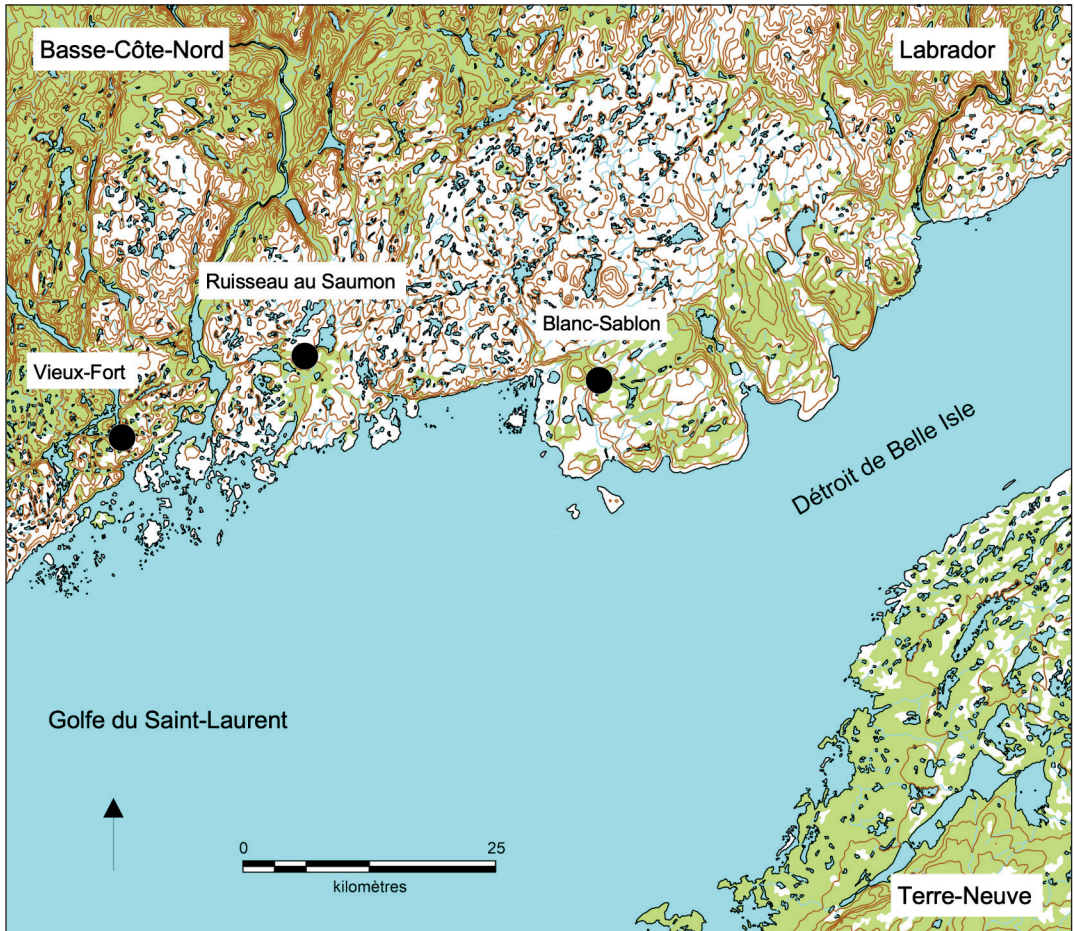 Basse-Côte-Nord
Labrador
Ruisseau au Saumon
Blanc-Sablon
Vieux-Fort
Détroit de Belle Isle
Golfe du Saint-Laurent
0 25
kilomètres
Terre-Neuve